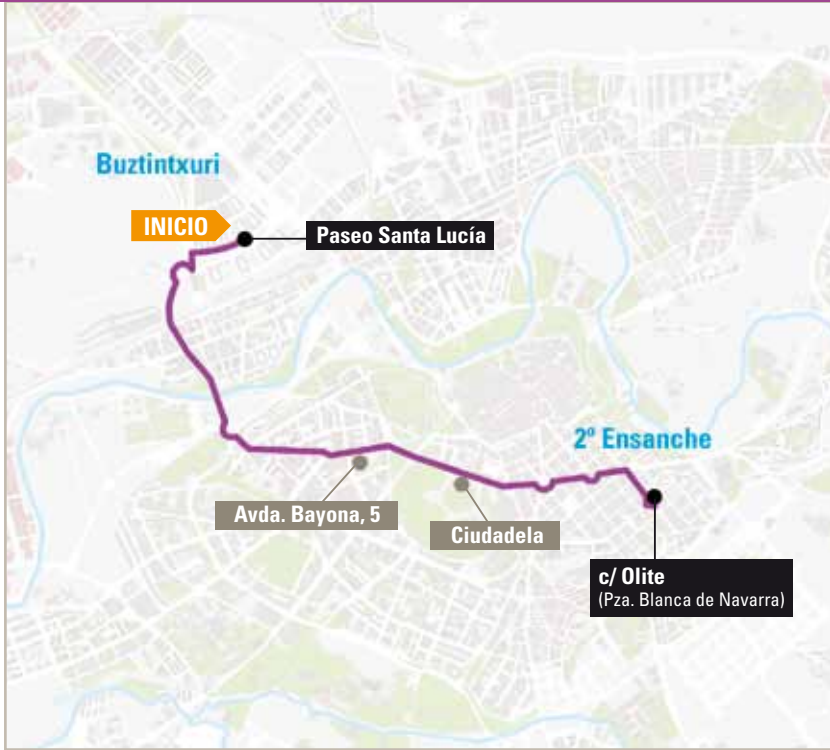 Buztintxuri
INICIO
Paseo Santa Lucía
2º Ensanche
Avda. Bayona, 5
Ciudadela
c/ Olite
(Pza. Blanca de Navarra)